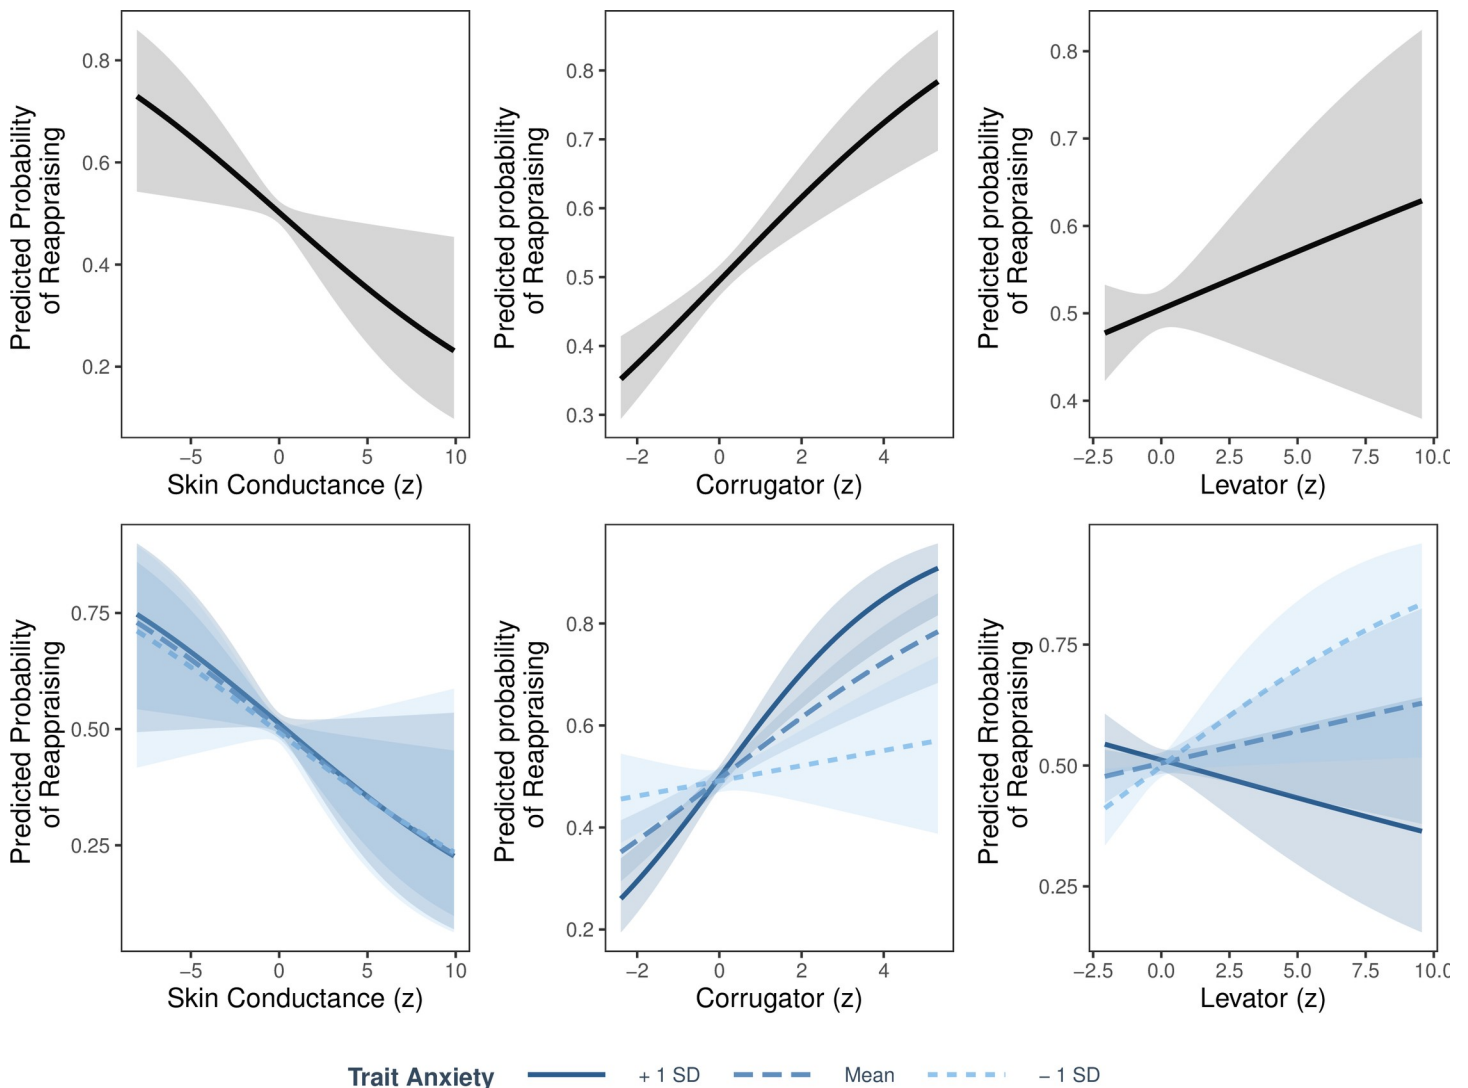 Predicted Probability
of Reappraising
0.8
0.6
0.4
0.2
−5 0 5 10
Skin Conductance (z)
Predicted probability
of Reappraising
0.8
0.7
0.6
0.5
0.4
0.3
−2 0 2 4
Corrugator (z)
Predicted probability
of Reappraising
0.8
0.7
0.6
0.5
0.4
−2.5 0.0 2.5 5.0 7.5 10.0
Levator (z)
Predicted Probability
of Reappraising
0.75
0.50
0.25
−5 0 5 10
Skin Conductance (z)
Predicted probability
of Reappraising
0.8
0.6
0.4
0.2
−2 0 2 4
Corrugator (z)
Predicted Rrobability
of Reappraising
0.75
0.50
0.25
−2.5 0.0 2.5 5.0 7.5 10.0
Levator (z)
Trait Anxiety + 1 SD Mean − 1 SD